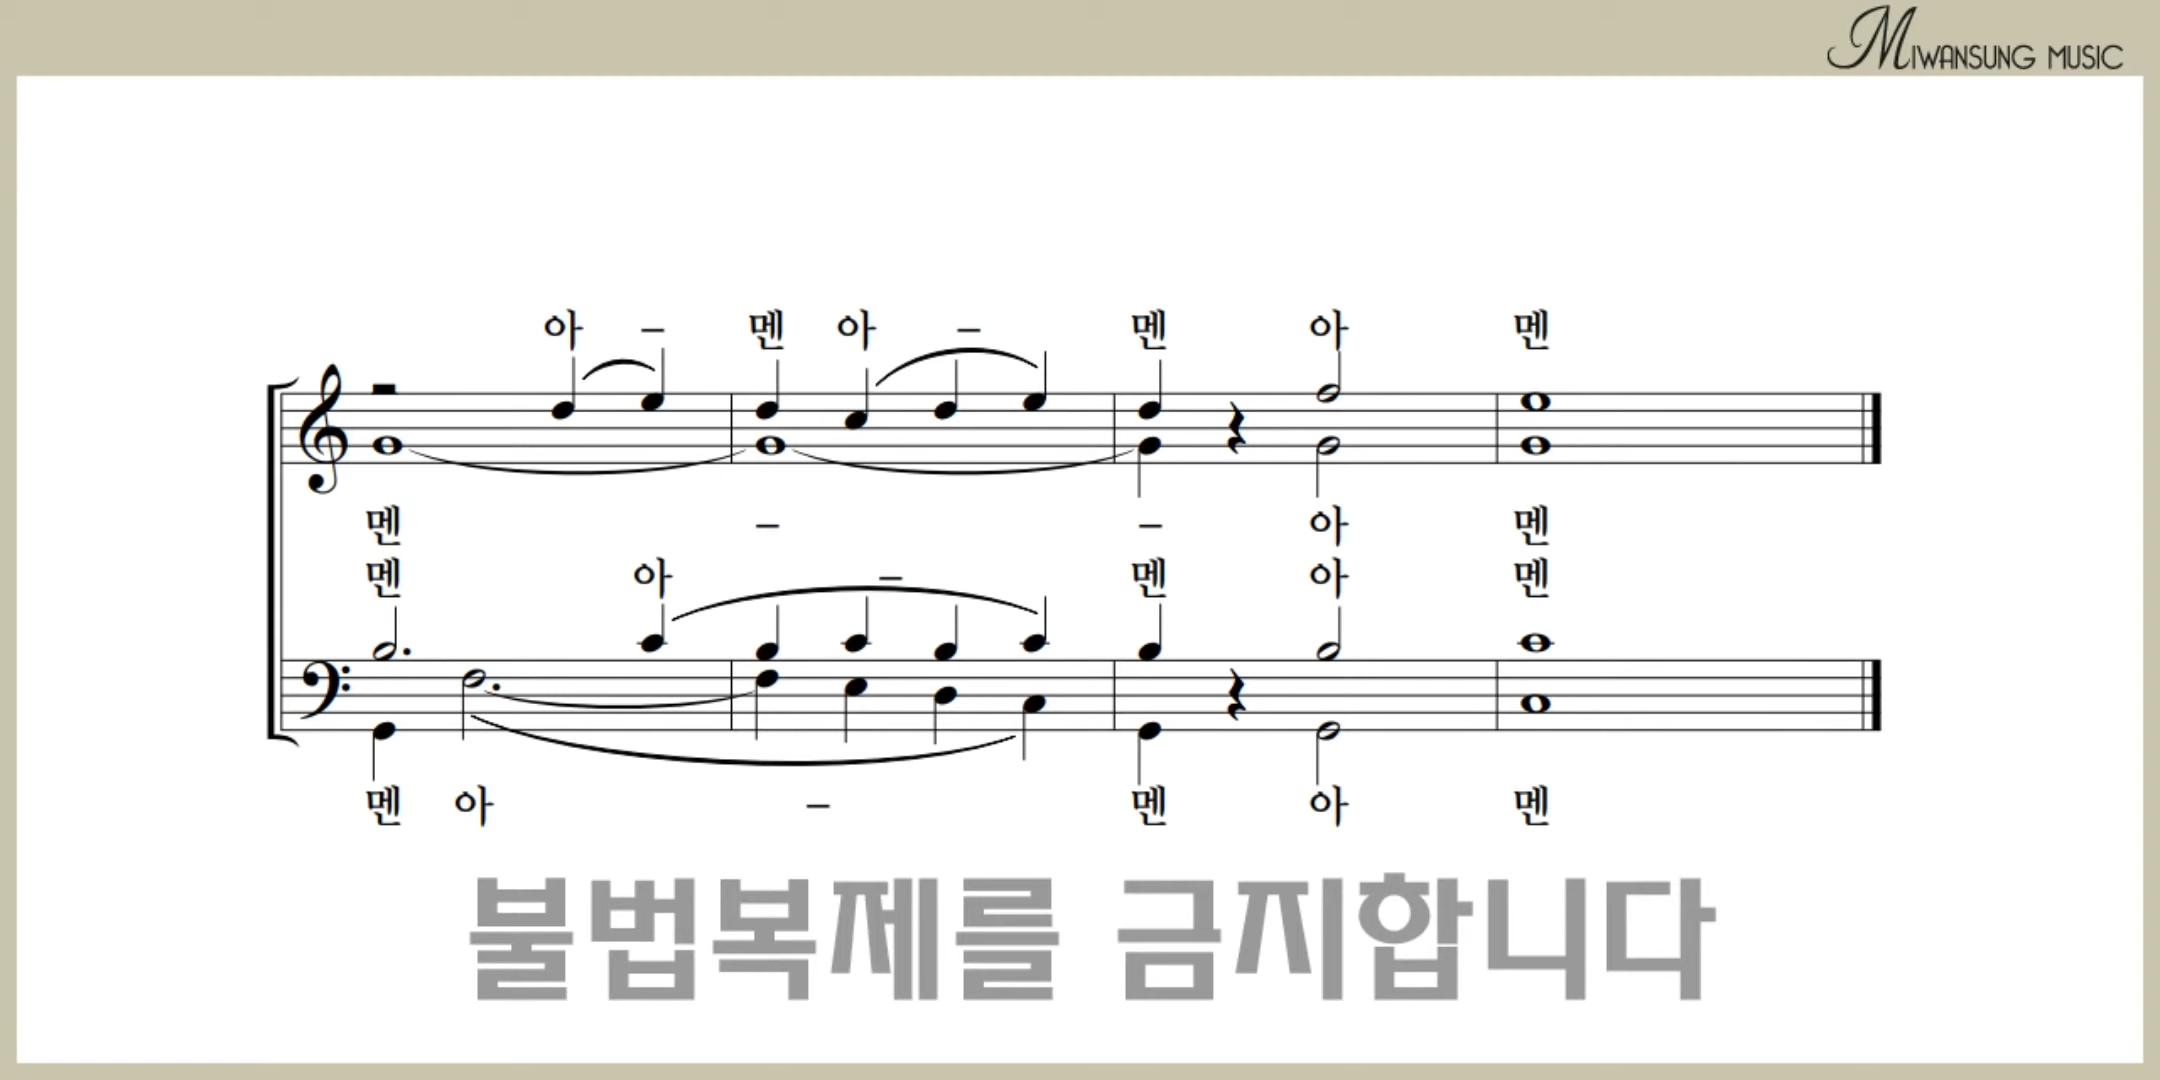 MIWANSUNG MUSIC
아 – 멘 아 – 멘 아 멘
멘 – – 아 멘
멘 아 – 멘 아 멘
멘 아 – 멘 아 멘
불법복제를 금지합니다